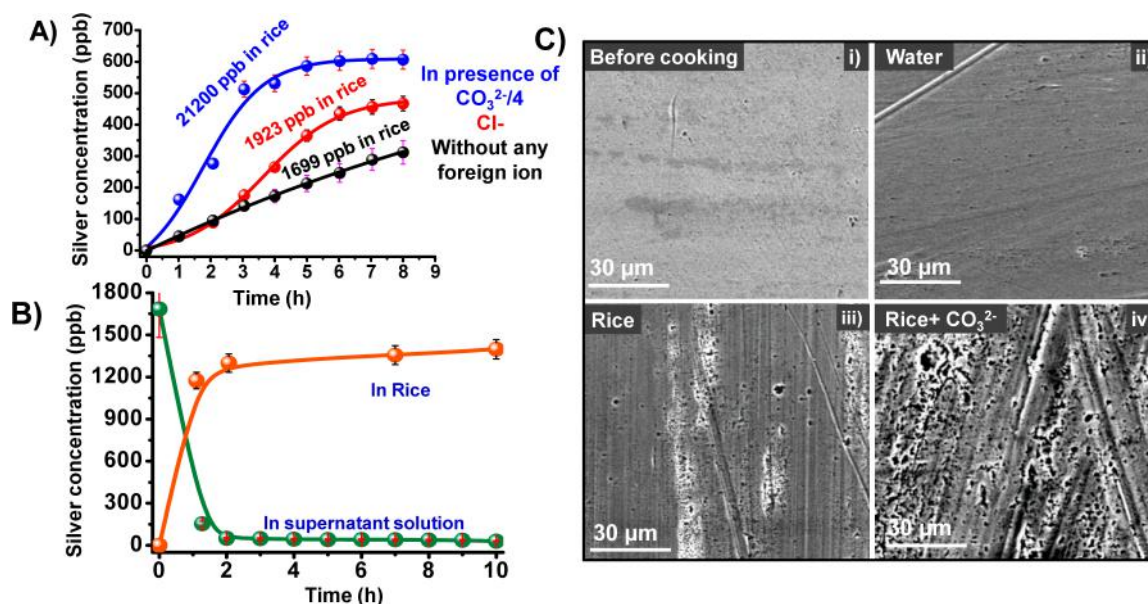 A)
Silver concentration (ppb)
700
600
500
400
300
200
100
0
21200 ppb in rice
1923 ppb in rice
1699 ppb in rice
In presence of
CO₃²⁻/4
Cl-
Without any
foreign ion
0 1 2 3 4 5 6 7 8 9
Time (h)
B)
Silver concentration (ppb)
1800
1500
1200
900
600
300
0
In Rice
In supernatant solution
0 2 4 6 8 10
Time (h)
C)
Before cooking i)
30 µm
Water ii
30 µm
Rice iii)
30 µm
Rice+ CO₃²⁻ iv
30 µm